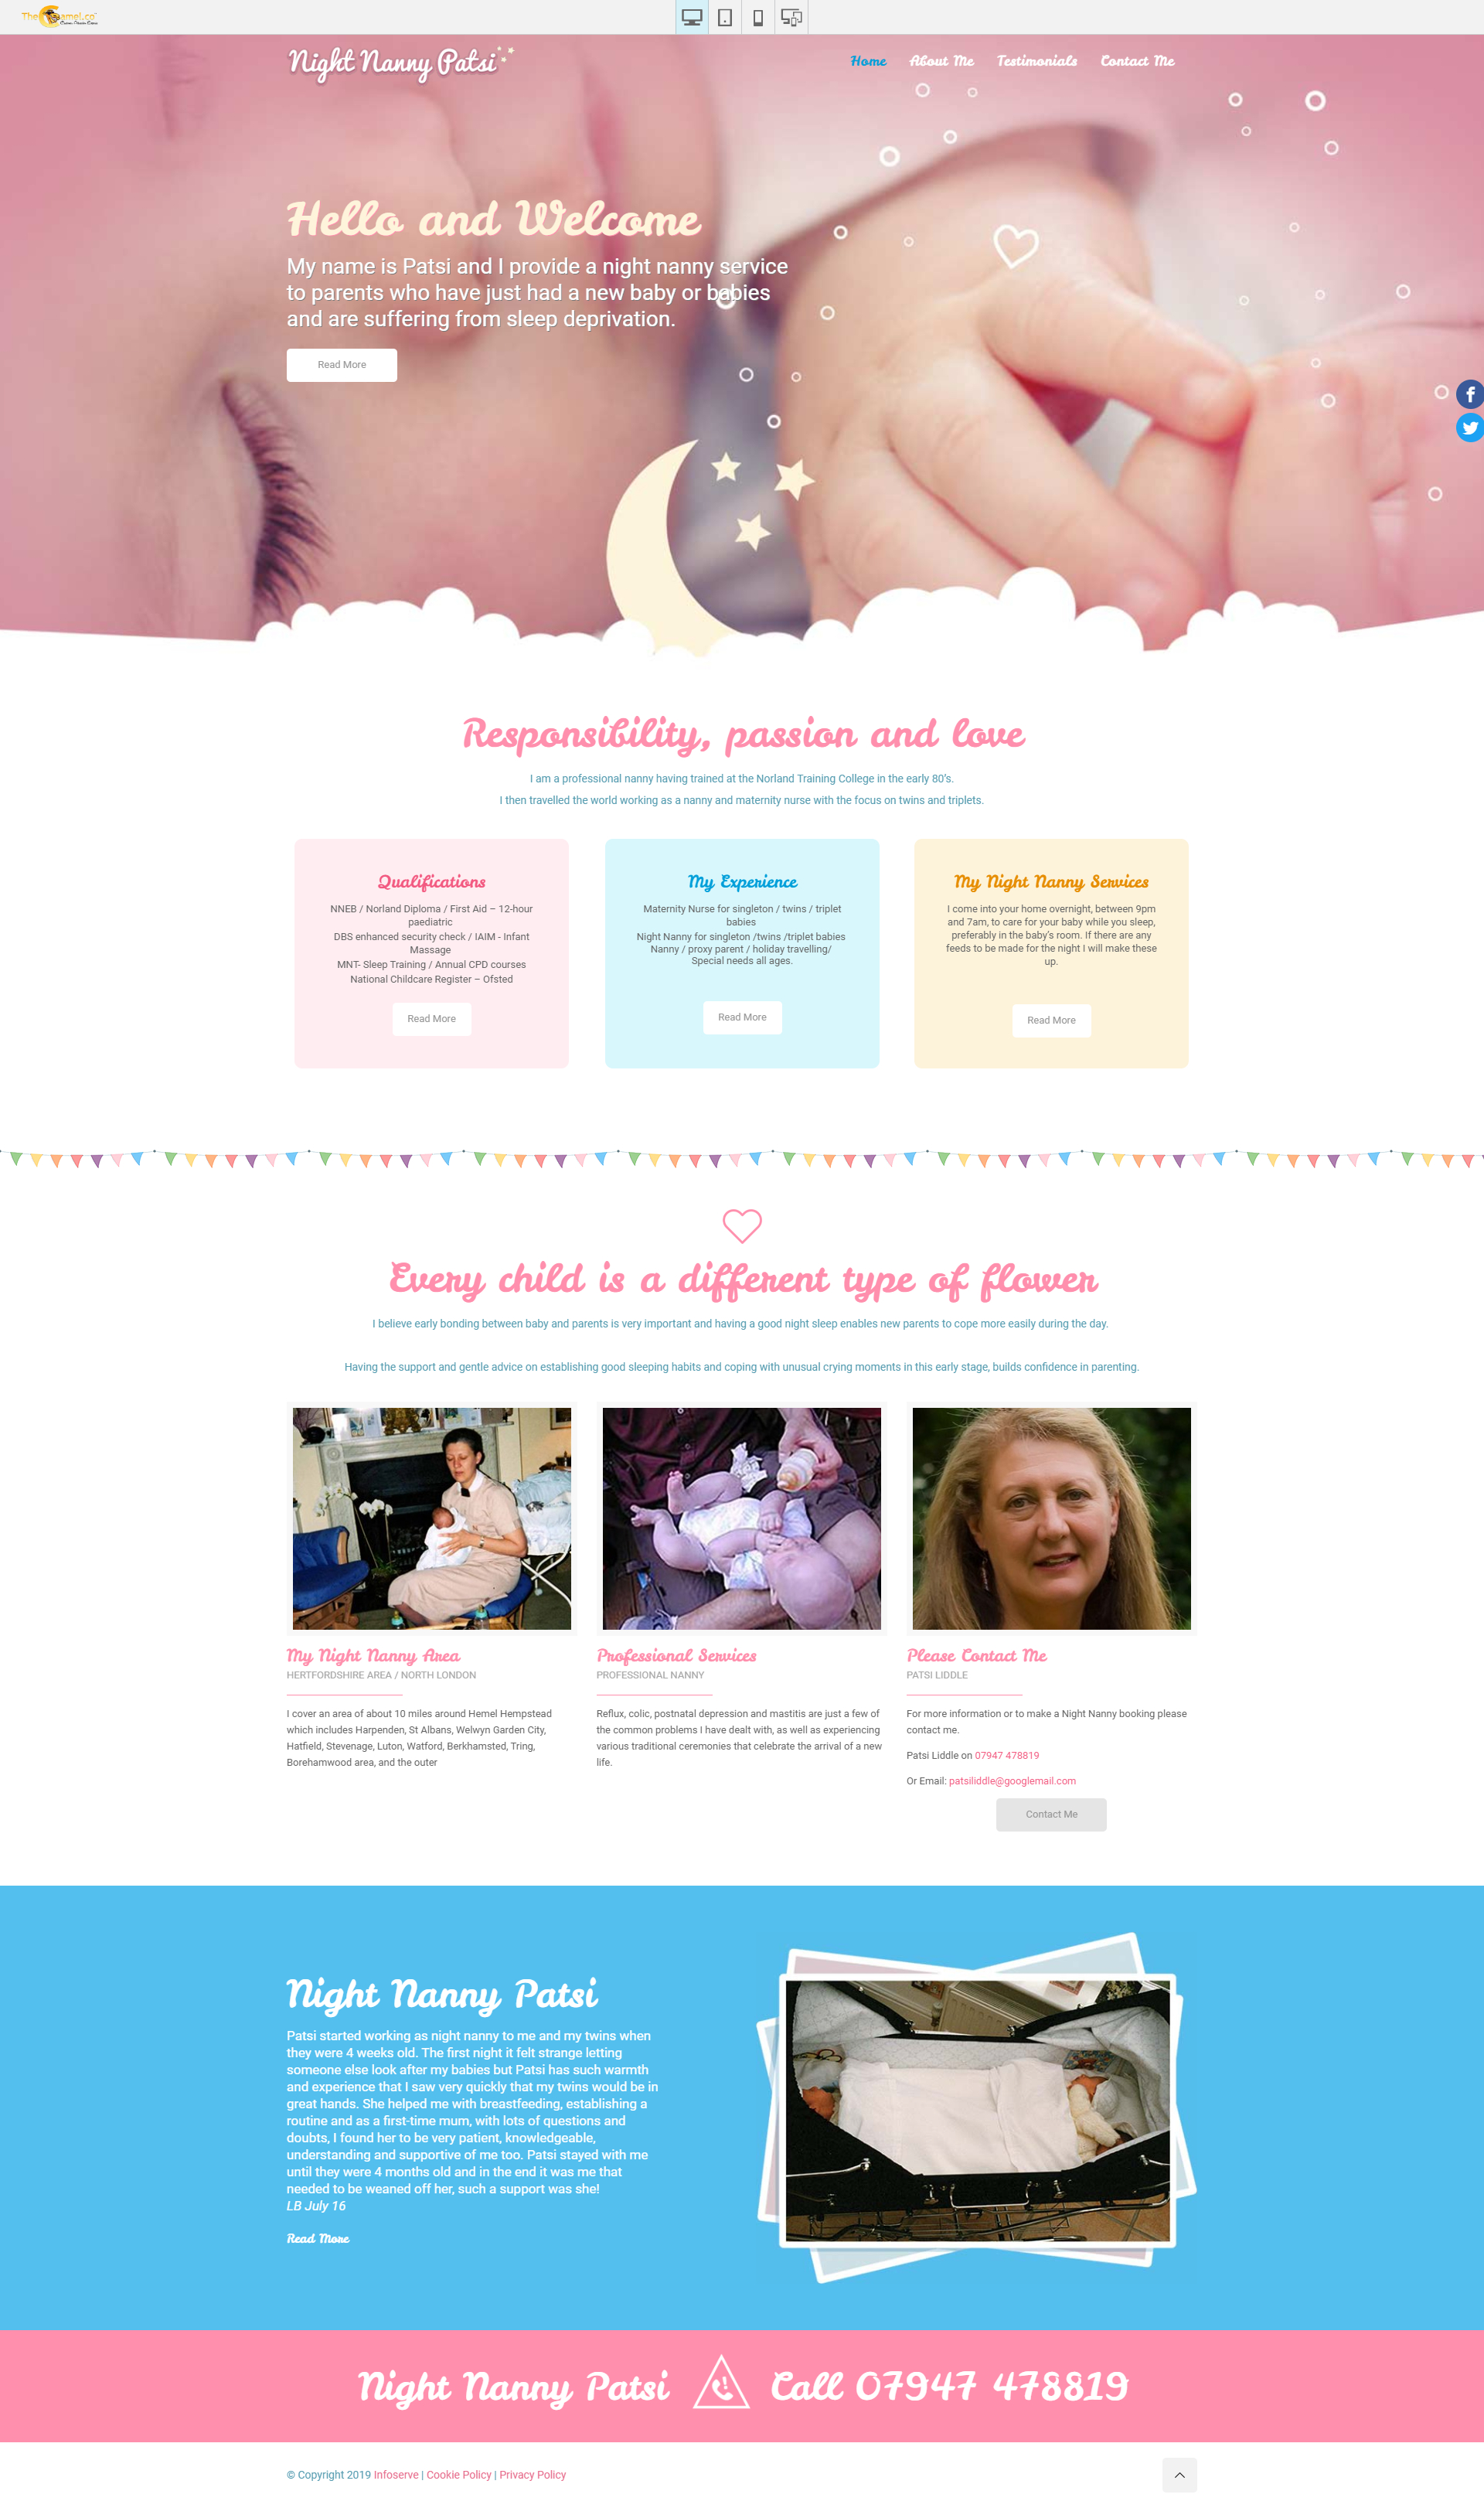 Night Nanny Patsi
Home
About Me
Testimonials
Contact Me
Hello and Welcome
My name is Patsi and I provide a night nanny service
to parents who have just had a new baby or babies
and are suffering from sleep deprivation.
Read More
Responsibility, passion and love
I am a professional nanny having trained at the Norland Training College in the early 80's.
I then travelled the world working as a nanny and maternity nurse with the focus on twins and triplets.
Qualifications
NNEB / Norland Diploma / First Aid – 12-hour
paediatric
DBS enhanced security check / IAIM - Infant
Massage
MNT- Sleep Training / Annual CPD courses
National Childcare Register – Ofsted
Read More
My Experience
Maternity Nurse for singleton / twins / triplet
babies
Night Nanny for singleton /twins /triplet babies
Nanny / proxy parent / holiday travelling/
Special needs all ages.
Read More
My Night Nanny Services
I come into your home overnight, between 9pm
and 7am, to care for your baby while you sleep,
preferably in the baby's room. If there are any
feeds to be made for the night I will make these
up.
Read More
Every child is a different type of flower
I believe early bonding between baby and parents is very important and having a good night sleep enables new parents to cope more easily during the day.
Having the support and gentle advice on establishing good sleeping habits and coping with unusual crying moments in this early stage, builds confidence in parenting.
My Night Nanny Area
HERTFORDSHIRE AREA / NORTH LONDON
I cover an area of about 10 miles around Hemel Hempstead
which includes Harpenden, St Albans, Welwyn Garden City,
Hatfield, Stevenage, Luton, Watford, Berkhamsted, Tring,
Borehamwood area, and the outer
Professional Services
PROFESSIONAL NANNY
Reflux, colic, postnatal depression and mastitis are just a few of
the common problems I have dealt with, as well as experiencing
various traditional ceremonies that celebrate the arrival of a new
life.
Please Contact Me
PATSI LIDDLE
For more information or to make a Night Nanny booking please
contact me.
Patsi Liddle on 07947 478819
Or Email: patsiliddle@googlemail.com
Contact Me
Night Nanny Patsi
Patsi started working as night nanny to me and my twins when
they were 4 weeks old. The first night it felt strange letting
someone else look after my babies but Patsi has such warmth
and experience that I saw very quickly that my twins would be in
great hands. She helped me with breastfeeding, establishing a
routine and as a first-time mum, with lots of questions and
doubts, I found her to be very patient, knowledgeable,
understanding and supportive of me too. Patsi stayed with me
until they were 4 months old and in the end it was me that
needed to be weaned off her, such a support was she!
LB July 16
Read More
Night Nanny Patsi
Call 07947 478819
© Copyright 2019 Infoserve | Cookie Policy | Privacy Policy